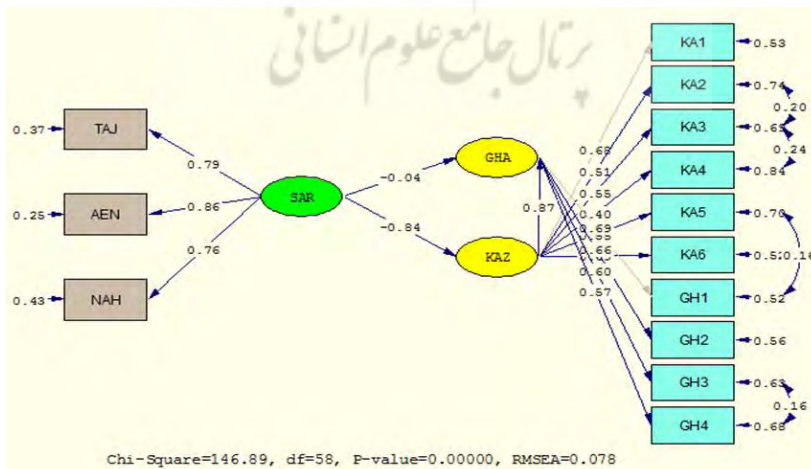 پرتال جامع علوم انسانی
KA1 0.53
KA2 0.74
0.20
KA3
0.24
KA4 0.84
KA5 0.70
KA6
0.16
GH1 0.52
GH2 0.56
GH3 0.63
0.16
GH4 0.68
0.37 TAJ
0.25 AEN
0.43 NAH
0.79
0.86
0.76
SAR
-0.04
-0.84
GHA
0.87
KAZ
0.68
0.51
0.55
0.40
0.66
0.60
0.57
Chi-Square=146.89, df=58, P-value=0.00000, RMSEA=0.078